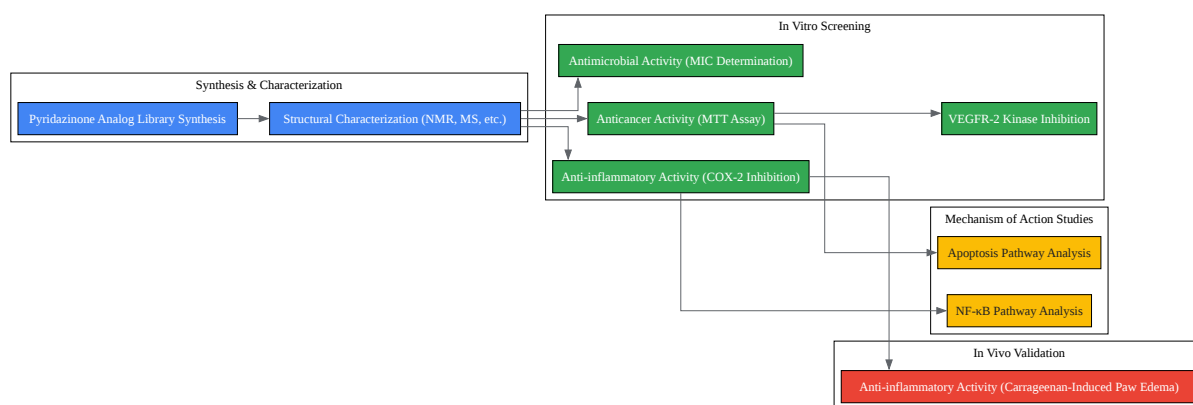 Synthesis & Characterization
Pyridazinone Analog Library Synthesis
Structural Characterization (NMR, MS, etc.)
In Vitro Screening
Antimicrobial Activity (MIC Determination)
Anticancer Activity (MTT Assay)
VEGFR-2 Kinase Inhibition
Anti-inflammatory Activity (COX-2 Inhibition)
Mechanism of Action Studies
Apoptosis Pathway Analysis
NF-κB Pathway Analysis
In Vivo Validation
Anti-inflammatory Activity (Carrageenan-Induced Paw Edema)